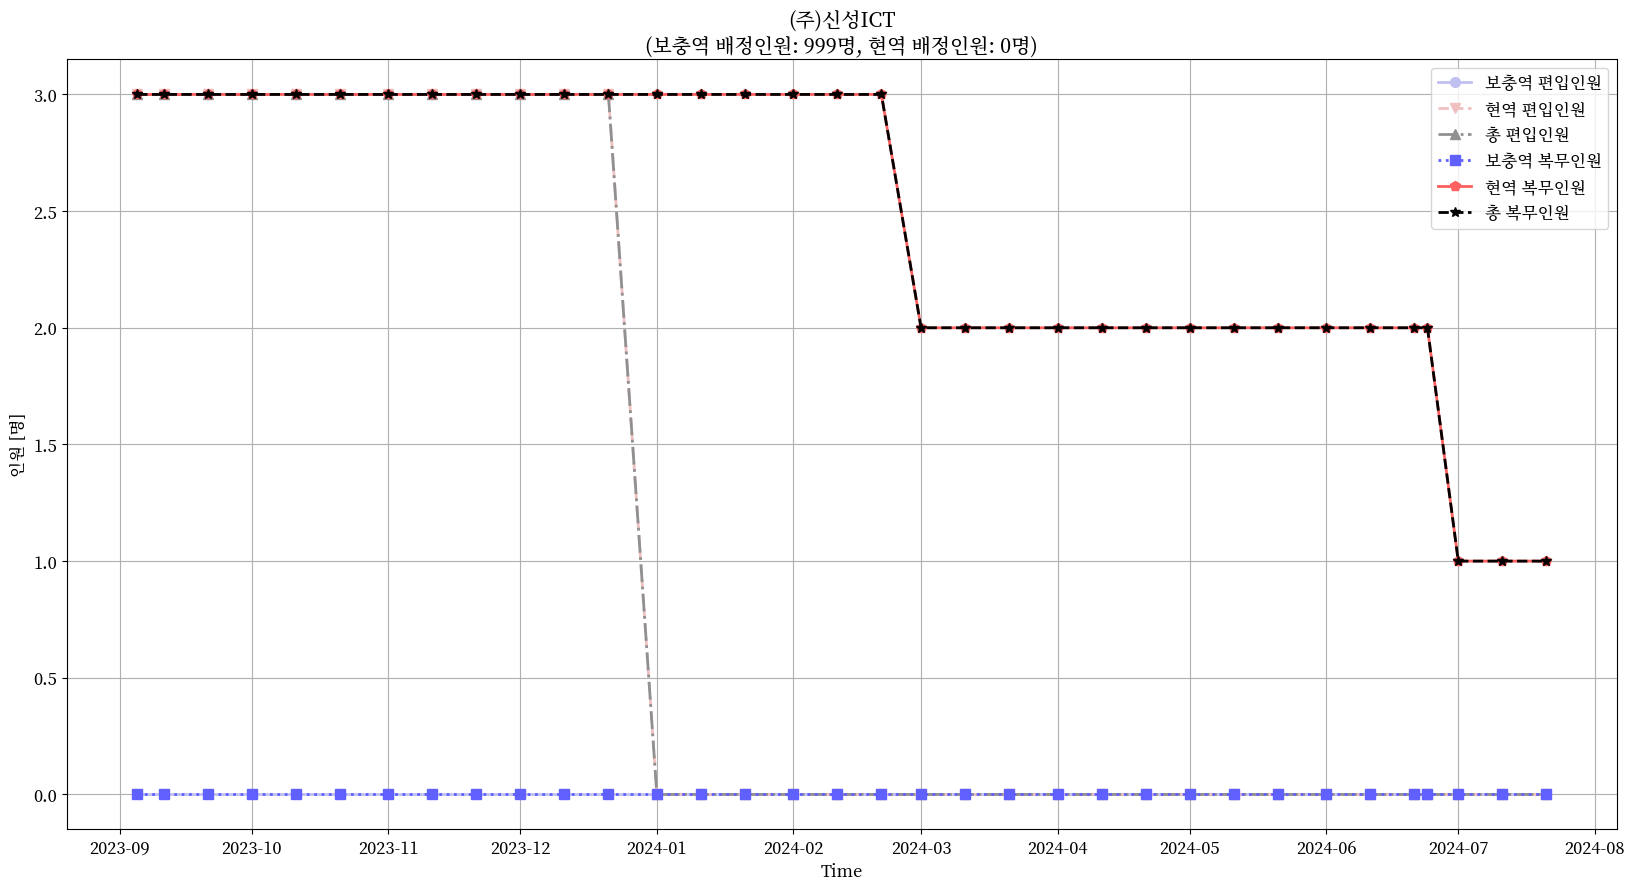 (주)신성ICT
(보충역 배정인원: 999명, 현역 배정인원: 0명)
보충역 편입인원
현역 편입인원
총 편입인원
보충역 복무인원
현역 복무인원
총 복무인원
3.0
2.5
2.0
1.5
1.0
0.5
0.0
인원 [명]
2023-09 2023-10 2023-11 2023-12 2024-01 2024-02 2024-03 2024-04 2024-05 2024-06 2024-07 2024-08
Time